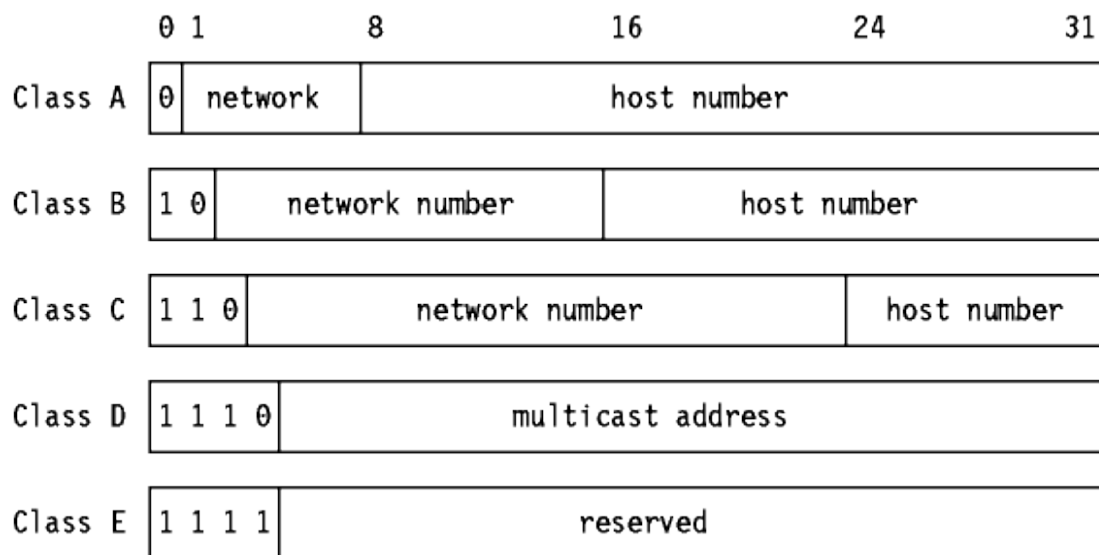 0 1 8 16 24 31
Class A 0 network host number
Class B 1 0 network number host number
Class C 1 1 0 network number host number
Class D 1 1 1 0 multicast address
Class E 1 1 1 1 reserved